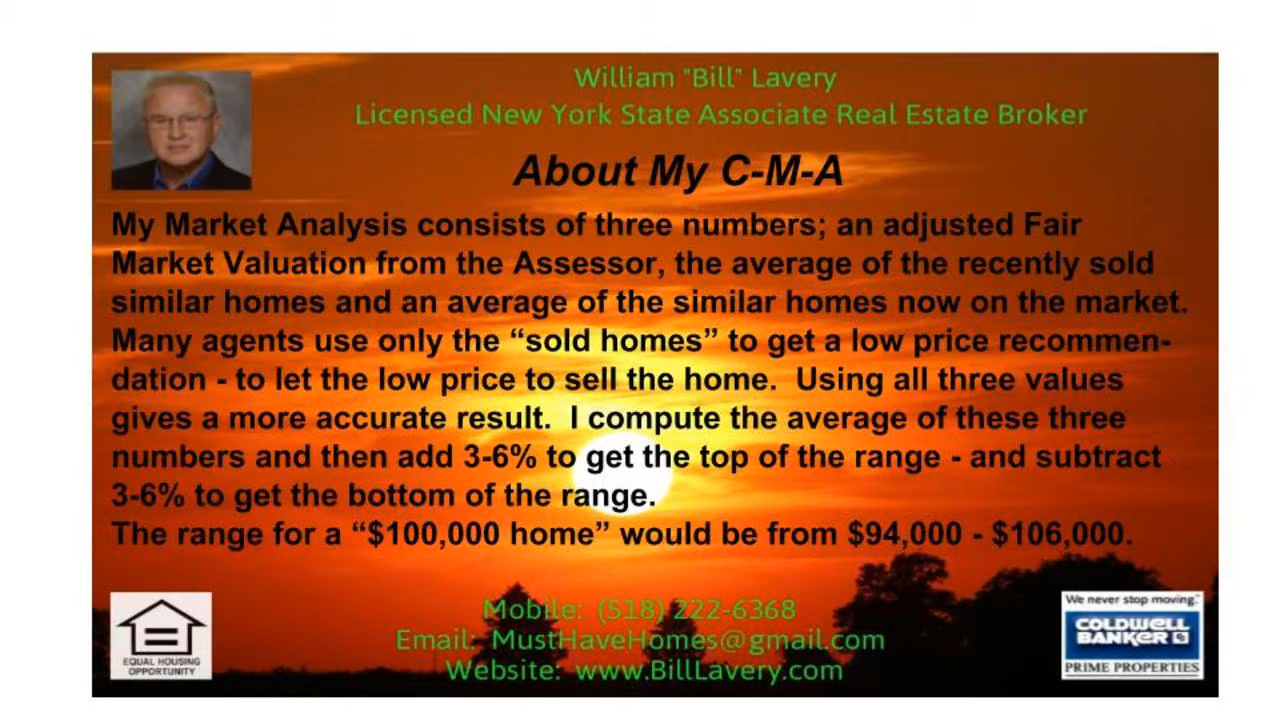 William "Bill" Lavery
Licensed New York State Associate Real Estate Broker
About My C-M-A
My Market Analysis consists of three numbers; an adjusted Fair
Market Valuation from the Assessor, the average of the recently sold
similar homes and an average of the similar homes now on the market.
Many agents use only the “sold homes” to get a low price recommen-
dation - to let the low price to sell the home.  Using all three values
gives a more accurate result.  I compute the average of these three
numbers and then add 3-6% to get the top of the range - and subtract
3-6% to get the bottom of the range.
The range for a “$100,000 home” would be from $94,000 - $106,000.
Mobile:  (518) 222-6368
Email:  MustHaveHomes@gmail.com
Website:  www.BillLavery.com
EQUAL HOUSING
OPPORTUNITY
We never stop moving.™
COLDWELL
BANKER
PRIME PROPERTIES